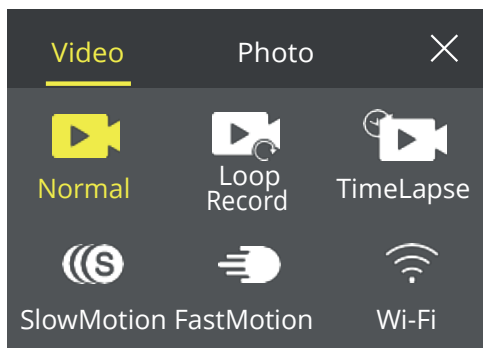 Video Photo
Normal Loop Record TimeLapse
S
SlowMotion FastMotion Wi-Fi